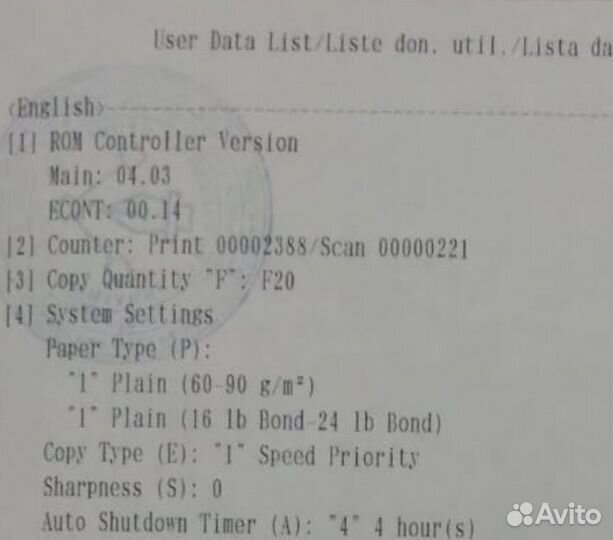 User Data List/Liste don. util./Lista da
<English>
[1] ROM Controller Version
Main: 04.03
ECONT: 00.14
[2] Counter: Print 00002388/Scan 00000221
[3] Copy Quantity "F": F20
[4] System Settings
Paper Type (P):
"1" Plain (60-90 g/m²)
"1" Plain (16 lb Bond-24 lb Bond)
Copy Type (E): "1" Speed Priority
Sharpness (S): 0
Auto Shutdown Timer (A): "4" 4 hour(s)
Avito